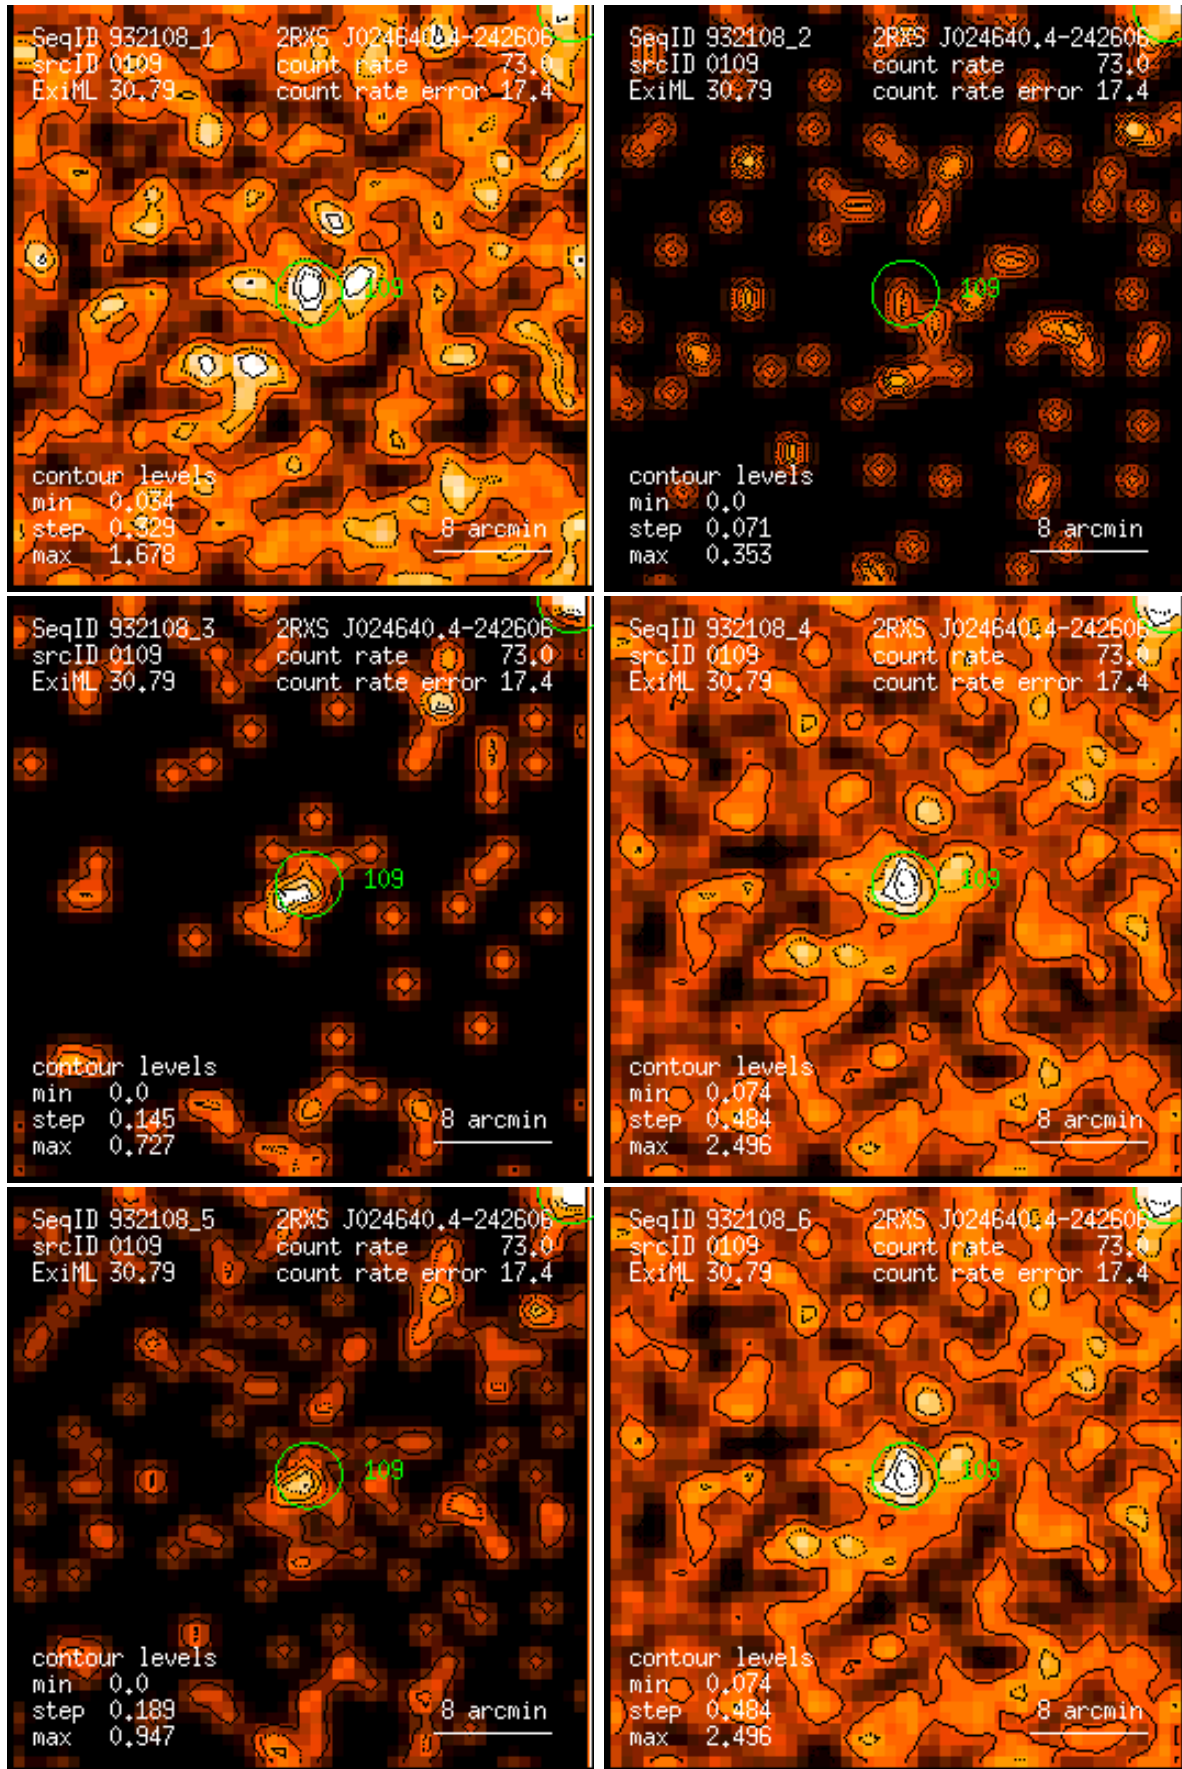 SeqID 932108_1 2RXS J024640.4-242606
srcID 0109 count rate 73.0
ExiML 30.79 count rate error 17.4
109
contour levels
min 0.034
step 0.329
max 1.678
8 arcmin
SeqID 932108_2 2RXS J024640.4-242606
srcID 0109 count rate 73.0
ExiML 30.79 count rate error 17.4
109
contour levels
min 0.0
step 0.071
max 0.353
8 arcmin
SeqID 932108_3 2RXS J024640.4-242606
srcID 0109 count rate 73.0
ExiML 30.79 count rate error 17.4
109
contour levels
min 0.0
step 0.145
max 0.727
8 arcmin
SeqID 932108_4 2RXS J024640.4-242606
srcID 0109 count rate 73.0
ExiML 30.79 count rate error 17.4
109
contour levels
min 0.074
step 0.484
max 2.496
8 arcmin
SeqID 932108_5 2RXS J024640.4-242606
srcID 0109 count rate 73.0
ExiML 30.79 count rate error 17.4
109
contour levels
min 0.0
step 0.189
max 0.947
8 arcmin
SeqID 932108_6 2RXS J024640.4-242606
srcID 0109 count rate 73.0
ExiML 30.79 count rate error 17.4
109
contour levels
min 0.074
step 0.484
max 2.496
8 arcmin